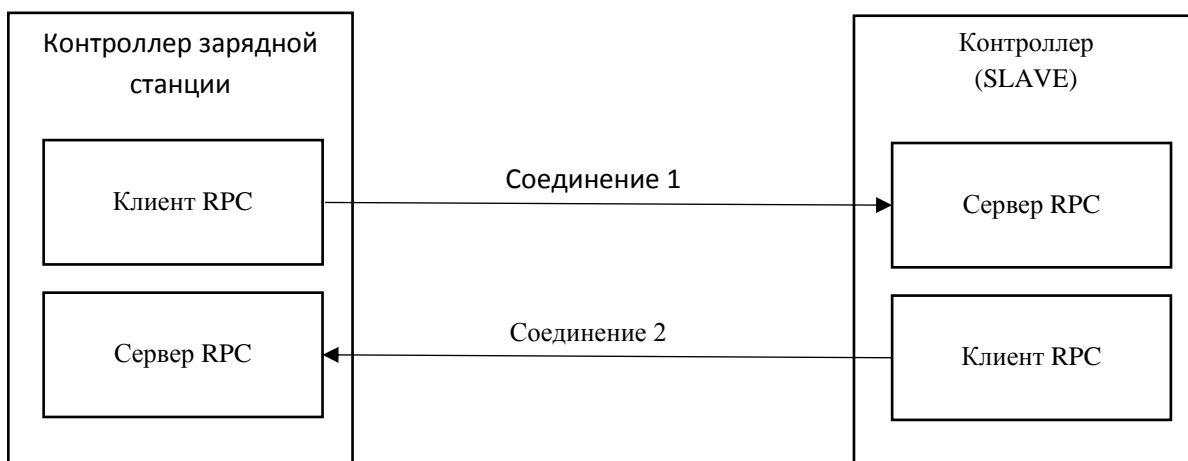 Контроллер зарядной
станции
Контроллер
(SLAVE)
Клиент RPC
Соединение 1
Сервер RPC
Сервер RPC
Соединение 2
Клиент RPC